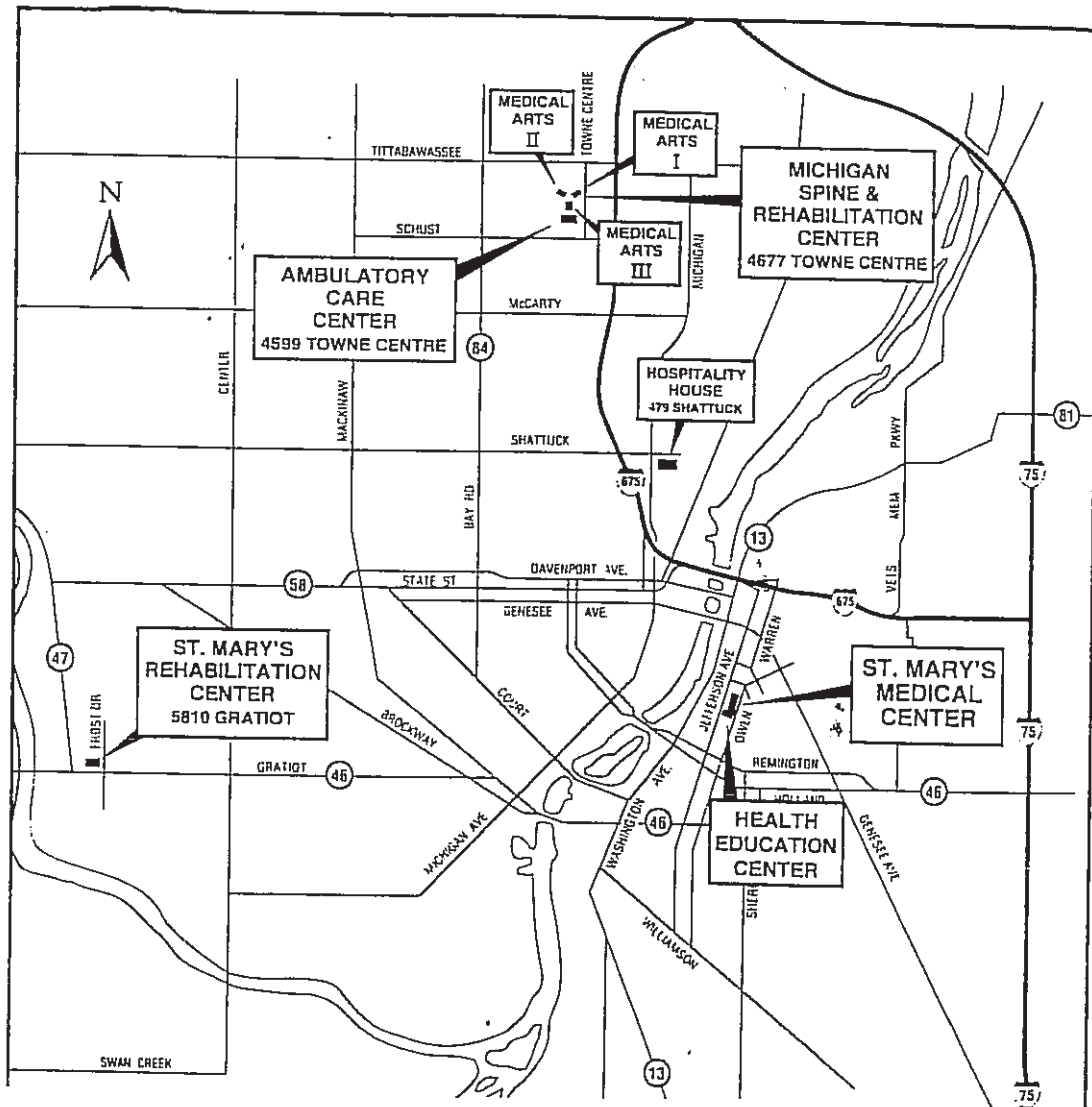 MEDICAL
ARTS
II
TOWNE CENTRE
MEDICAL
ARTS
I
TITTABAWASSEE
MICHIGAN
SPINE &
REHABILITATION
CENTER
4677 TOWNE CENTRE
N
SCHUST
MEDICAL
ARTS
III
MICHIGAN
AMBULATORY
CARE
CENTER
4599 TOWNE CENTRE
McCARTY
84
CENTER
MACKINAW
HOSPITALITY
HOUSE
479 SHATTUCK
81
SHATTUCK
BAY RD
675
PKWY
MEM
VETS
75
13
58
STATE ST
DAVENPORT AVE.
GENESEE AVE.
675
WARREN
47
ST. MARY'S
REHABILITATION
CENTER
5810 GRATIOT
FROST DR
COURT
BROCKWAY
JEFFERSON AVE
OWEN
ST. MARY'S
MEDICAL
CENTER
75
GRATIOT
46
REMINGTON
HOLLAND
46
MICHIGAN AVE
46
WASHINGTON AVE.
HEALTH
EDUCATION
CENTER
GENESEE AVE
WILLIAMSON
SWAN CREEK
13
75